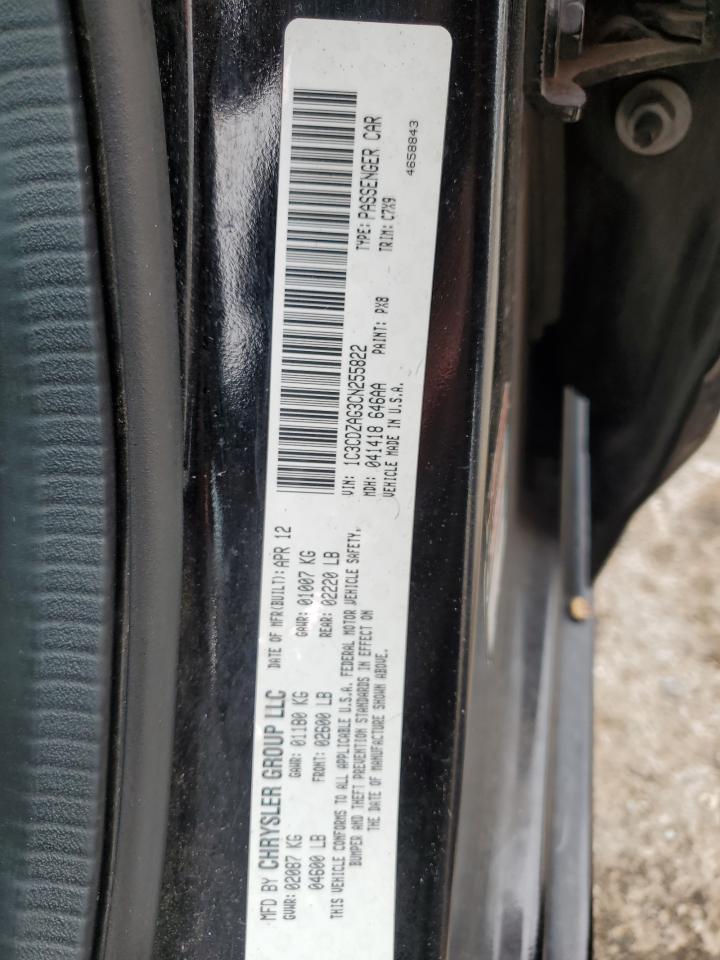 MFD BY CHRYSLER GROUP LLC DATE OF MFR(BUILT): APR 12
GVWR: 02087 KG GAWR: 01180 KG GAWR: 01007 KG
04600 LB FRONT: 02600 LB REAR: 02220 LB
THIS VEHICLE CONFORMS TO ALL APPLICABLE U.S.A. FEDERAL MOTOR VEHICLE SAFETY,
BUMPER AND THEFT PREVENTION STANDARDS IN EFFECT ON
THE DATE OF MANUFACTURE SHOWN ABOVE.
VIN: 1C3CDZAG3CN255822 TYPE: PASSENGER CAR
MDH: 041418 646AA PAINT: PX8 TRIM: C7X9
VEHICLE MADE IN U.S.A. 4658843